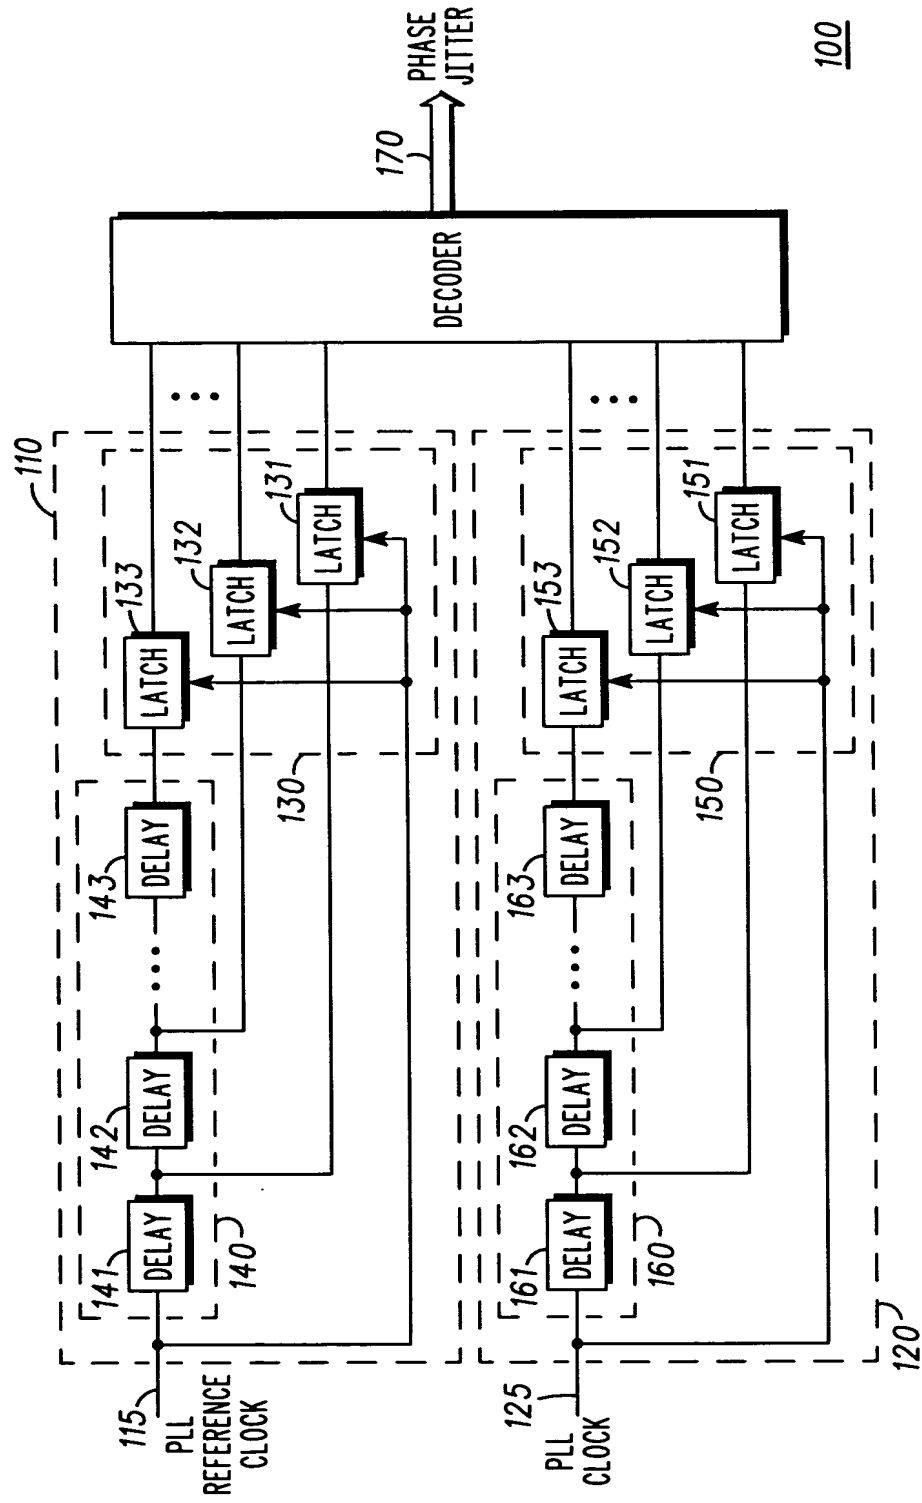 100
110
115
PLL
REFERENCE
CLOCK
141
DELAY
142
DELAY
143
DELAY
140
133
LATCH
132
LATCH
131
LATCH
130
DECODER
170
PHASE
JITTER
125
PLL
CLOCK
161
DELAY
162
DELAY
163
DELAY
160
153
LATCH
152
LATCH
151
LATCH
150
120